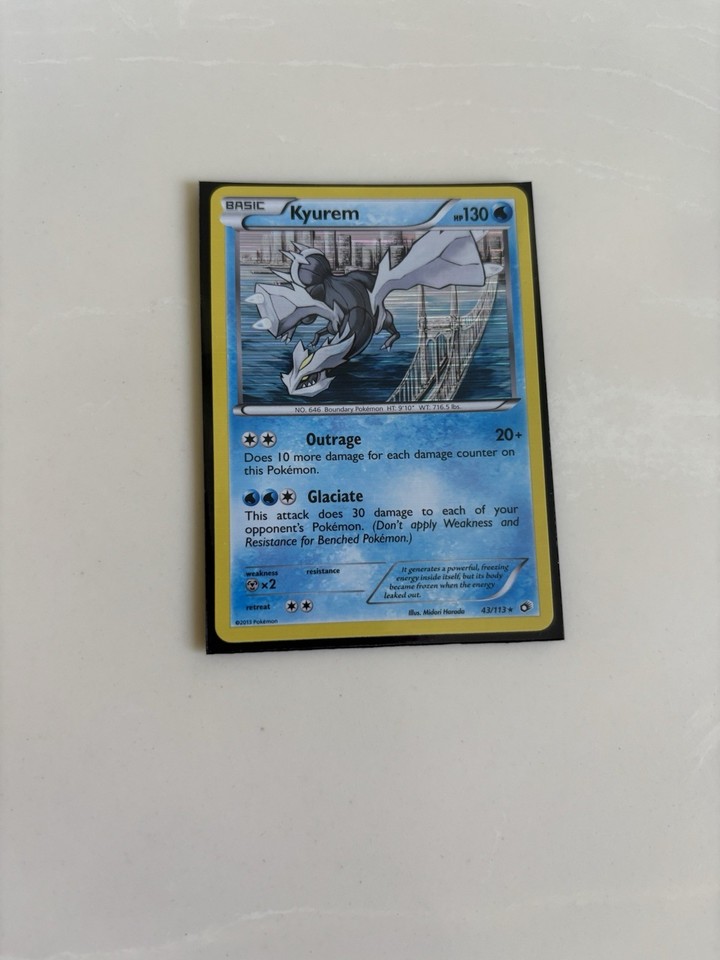 BASIC Kyurem HP 130
NO. 646 Boundary Pokémon HT: 9'10" WT: 716.5 lbs.
Outrage 20+
Does 10 more damage for each damage counter on
this Pokémon.
Glaciate
This attack does 30 damage to each of your
opponent's Pokémon. (Don't apply Weakness and
Resistance for Benched Pokémon.)
weakness resistance
×2
It generates a powerful, freezing
energy inside itself, but its body
became frozen when the energy
leaked out.
retreat
Illus. Midori Harada 43/113 ★
©2013 Pokémon